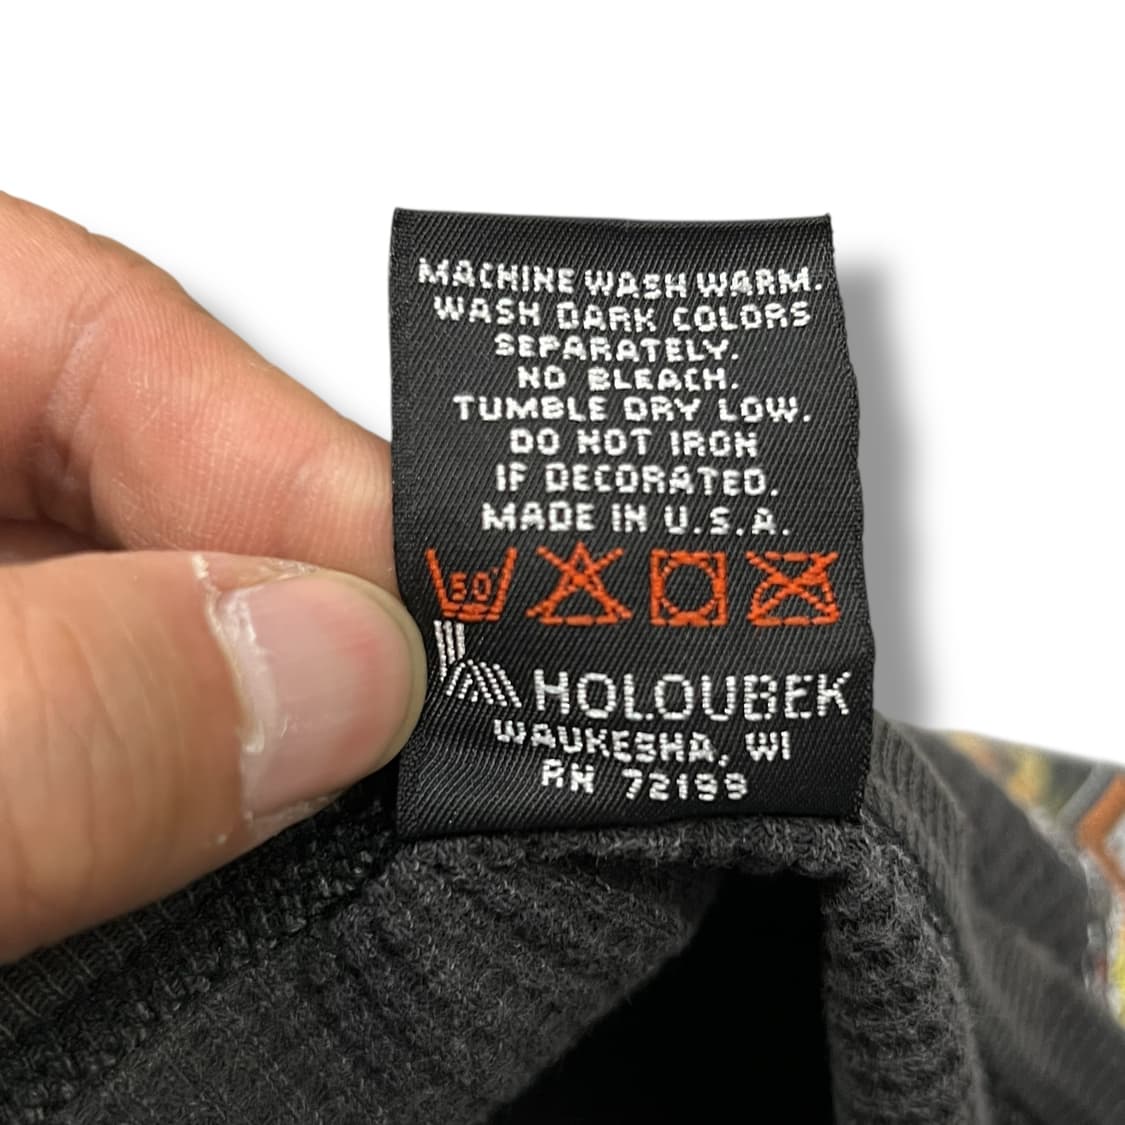 MACHINE WASH WARM.
WASH DARK COLORS
SEPARATELY.
NO BLEACH.
TUMBLE DRY LOW.
DO NOT IRON
IF DECORATED.
MADE IN U.S.A.
60°
HOLOUBEK
WAUKESHA, WI
RN 72199